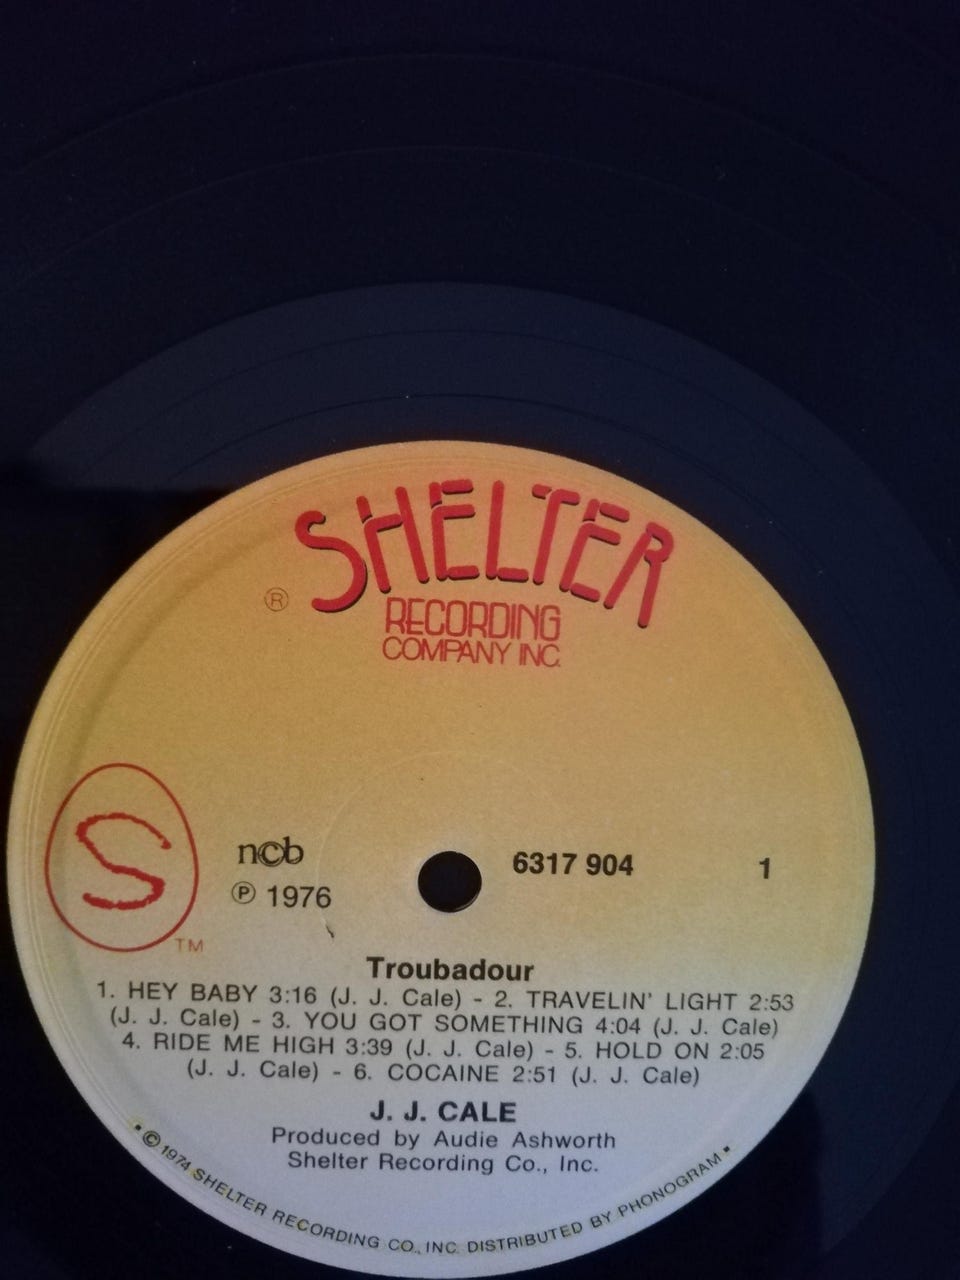 SHELTER
®
RECORDING
COMPANY INC.
S
TM
ncb
6317 904
1
℗ 1976
Troubadour
1. HEY BABY 3:16 (J. J. Cale) - 2. TRAVELIN' LIGHT 2:53
(J. J. Cale) - 3. YOU GOT SOMETHING 4:04 (J. J. Cale)
4. RIDE ME HIGH 3:39 (J. J. Cale) - 5. HOLD ON 2:05
(J. J. Cale) - 6. COCAINE 2:51 (J. J. Cale)
J. J. CALE
Produced by Audie Ashworth
Shelter Recording Co., Inc.
• © 1974 SHELTER RECORDING CO., INC. DISTRIBUTED BY PHONOGRAM •